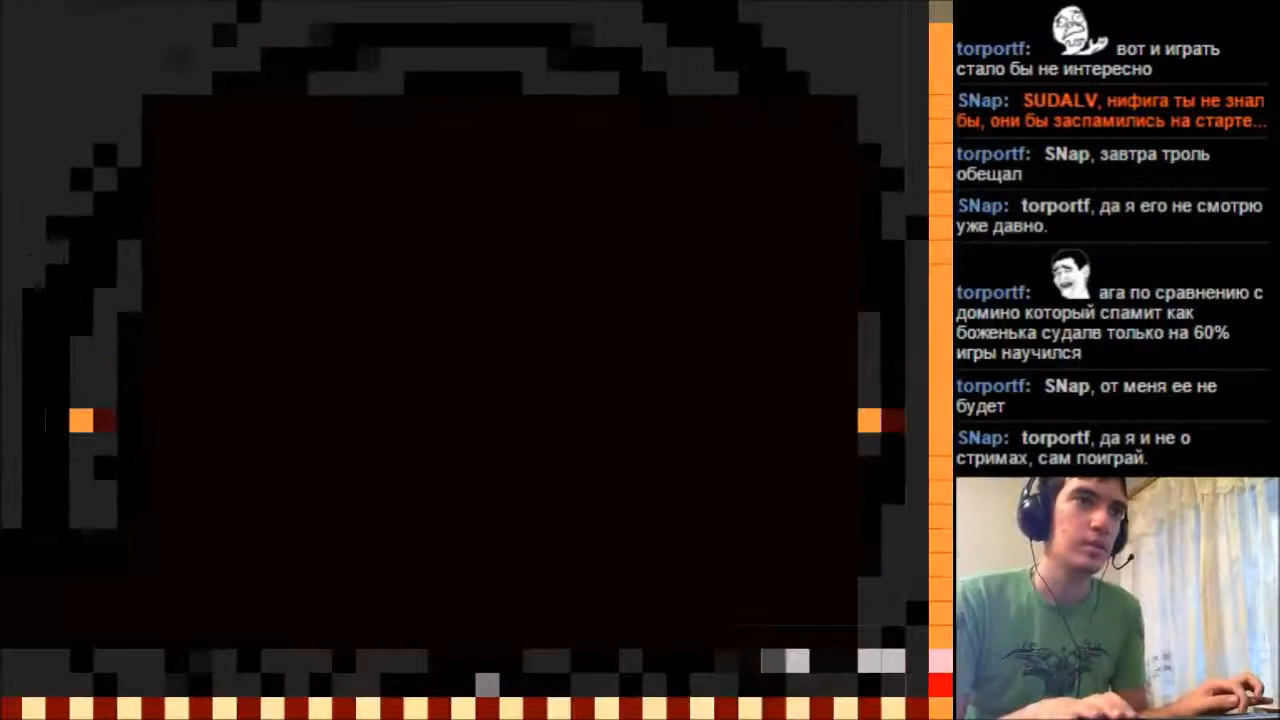 torportf: вот и играть
стало бы не интересно
SNap: SUDALV, нифига ты не знал
бы, они бы заспамились на старте...
torportf: SNap, завтра троль
обещал
SNap: torportf, да я его не смотрю
уже давно.
torportf: ага по сравнению с
домино который спамит как
боженька судалв только на 60%
игры научился
torportf: SNap, от меня ее не
будет
SNap: torportf, да я и не о
стримах, сам поиграй.